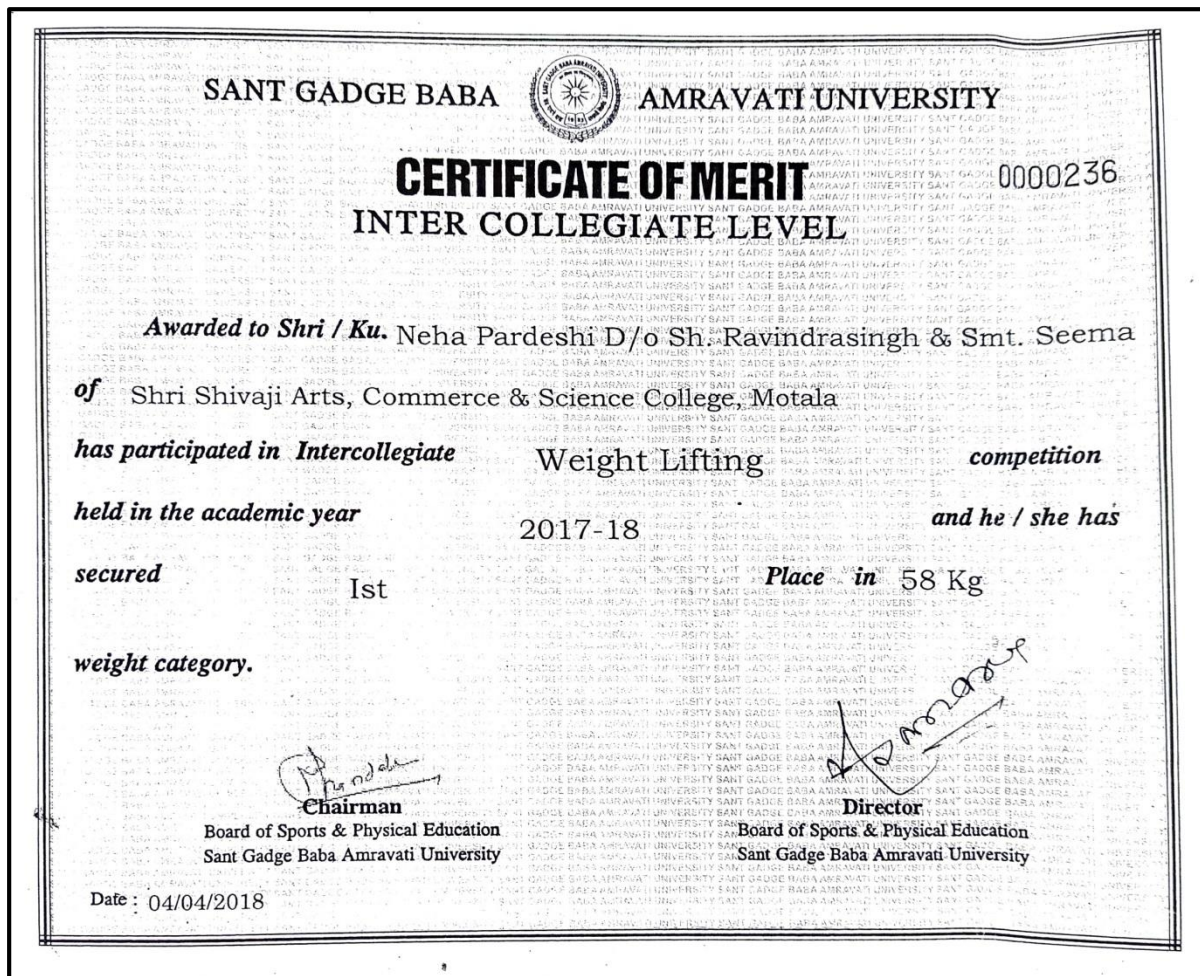 SANT GADGE BABA AMRAVATI UNIVERSITY
CERTIFICATE OF MERIT 0000236
INTER COLLEGIATE LEVEL
Awarded to Shri / Ku. Neha Pardeshi D/o Sh. Ravindrasingh & Smt. Seema
of Shri Shivaji Arts, Commerce & Science College, Motala
has participated in Intercollegiate Weight Lifting competition
held in the academic year 2017-18 and he / she has
secured Ist Place in 58 Kg
weight category.
Chairman Director
Board of Sports & Physical Education Board of Sports & Physical Education
Sant Gadge Baba Amravati University Sant Gadge Baba Amravati University
Date : 04/04/2018